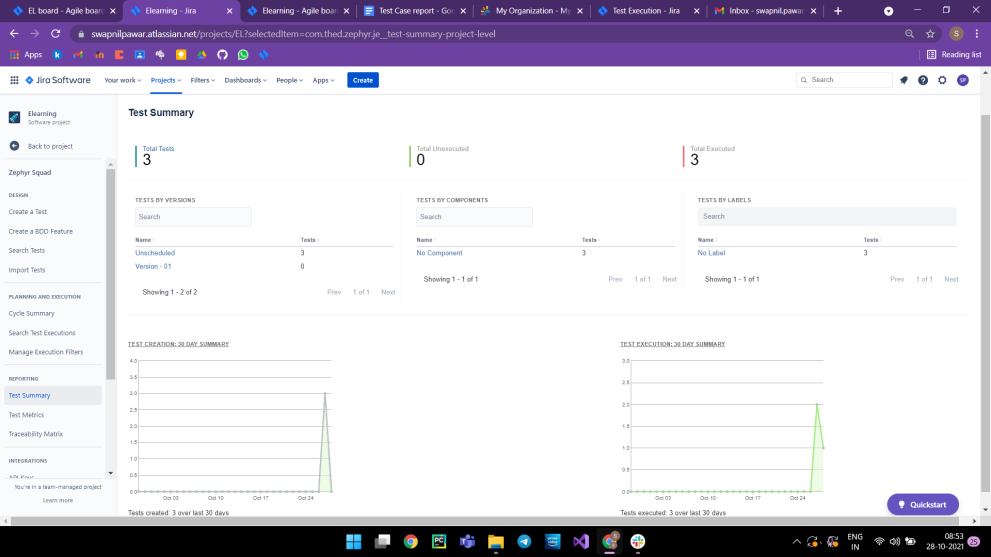 EL board - Agile board
Elearning - Jira
Elearning - Agile board
Test Case report - Goo
My Organization - My
Test Execution - Jira
Inbox - swapnil.pawar
swapnilpawar.atlassian.net/projects/EL?selectedItem=com.thed.zephyr.je__test-summary-project-level
S
Apps
Reading list
Jira Software
Your work
Projects
Filters
Dashboards
People
Apps
Create
Search
SP
Elearning
Software project
Back to project
Zephyr Squad
DESIGN
Create a Test
Create a BDD Feature
Search Tests
Import Tests
PLANNING AND EXECUTION
Cycle Summary
Search Test Executions
Manage Execution Filters
REPORTING
Test Summary
Test Metrics
Traceability Matrix
INTEGRATIONS
API Keys
You're in a team-managed project
Learn more
Test Summary
Total Tests
3
Total Unexecuted
0
Total Executed
3
TESTS BY VERSIONS
Search
Name Tests
Unscheduled 3
Version - 01 0
Showing 1 - 2 of 2 Prev 1 of 1 Next
TESTS BY COMPONENTS
Search
Name Tests
No Component 3
Showing 1 - 1 of 1 Prev 1 of 1 Next
TESTS BY LABELS
Search
Name Tests
No Label 3
Showing 1 - 1 of 1 Prev 1 of 1 Next
TEST CREATION: 30 DAY SUMMARY
4.0
3.5
3.0
2.5
2.0
1.5
1.0
0.5
0.0
Oct 03 Oct 10 Oct 17 Oct 24
Tests created: 3 over last 30 days
TEST EXECUTION: 30 DAY SUMMARY
3.0
2.5
2.0
1.5
1.0
0.5
0.0
Oct 03 Oct 10 Oct 17 Oct 24
Tests executed: 3 over last 30 days
Quickstart
ENG
IN
08:53
28-10-2021
25